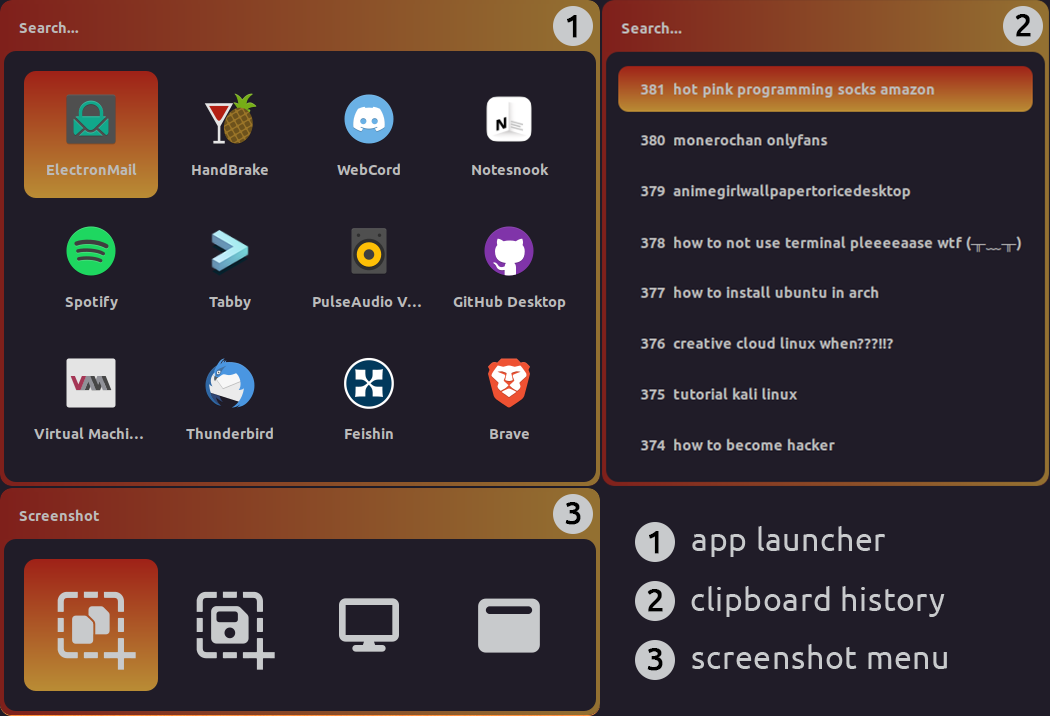 Search...
1
ElectronMail
HandBrake
WebCord
Notesnook
Spotify
Tabby
PulseAudio V...
GitHub Desktop
Virtual Machi...
Thunderbird
Feishin
Brave
Search...
2
381 hot pink programming socks amazon
380 monerochan onlyfans
379 animegirlwallpapertoricedesktop
378 how to not use terminal pleeeeaase wtf (╥﹏╥)
377 how to install ubuntu in arch
376 creative cloud linux when???!!?
375 tutorial kali linux
374 how to become hacker
Screenshot
3
1 app launcher
2 clipboard history
3 screenshot menu